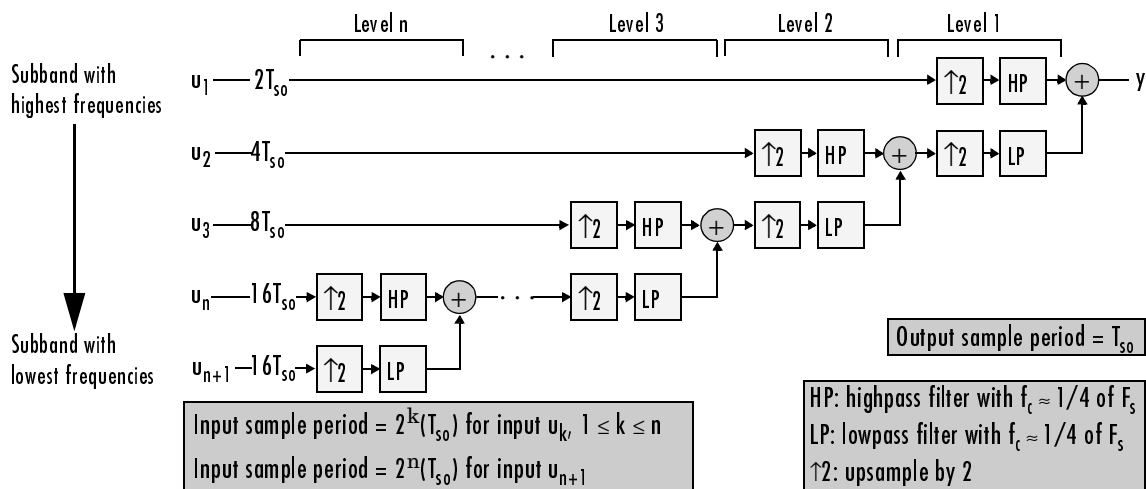 Level n
. . .
Level 3
Level 2
Level 1
Subband with
highest frequencies
u₁ 2Tₛₒ ↑2 HP + y
u₂ 4Tₛₒ ↑2 HP + ↑2 LP
u₃ 8Tₛₒ ↑2 HP + ↑2 LP
uₙ 16Tₛₒ ↑2 HP + . . . ↑2 LP
Subband with
lowest frequencies
uₙ₊₁ 16Tₛₒ ↑2 LP
Output sample period = Tₛₒ
Input sample period = 2ᵏ(Tₛₒ) for input uₖ, 1 ≤ k ≤ n
Input sample period = 2ⁿ(Tₛₒ) for input uₙ₊₁
HP: highpass filter with f_c ≈ 1/4 of Fₛ
LP: lowpass filter with f_c ≈ 1/4 of Fₛ
↑2: upsample by 2